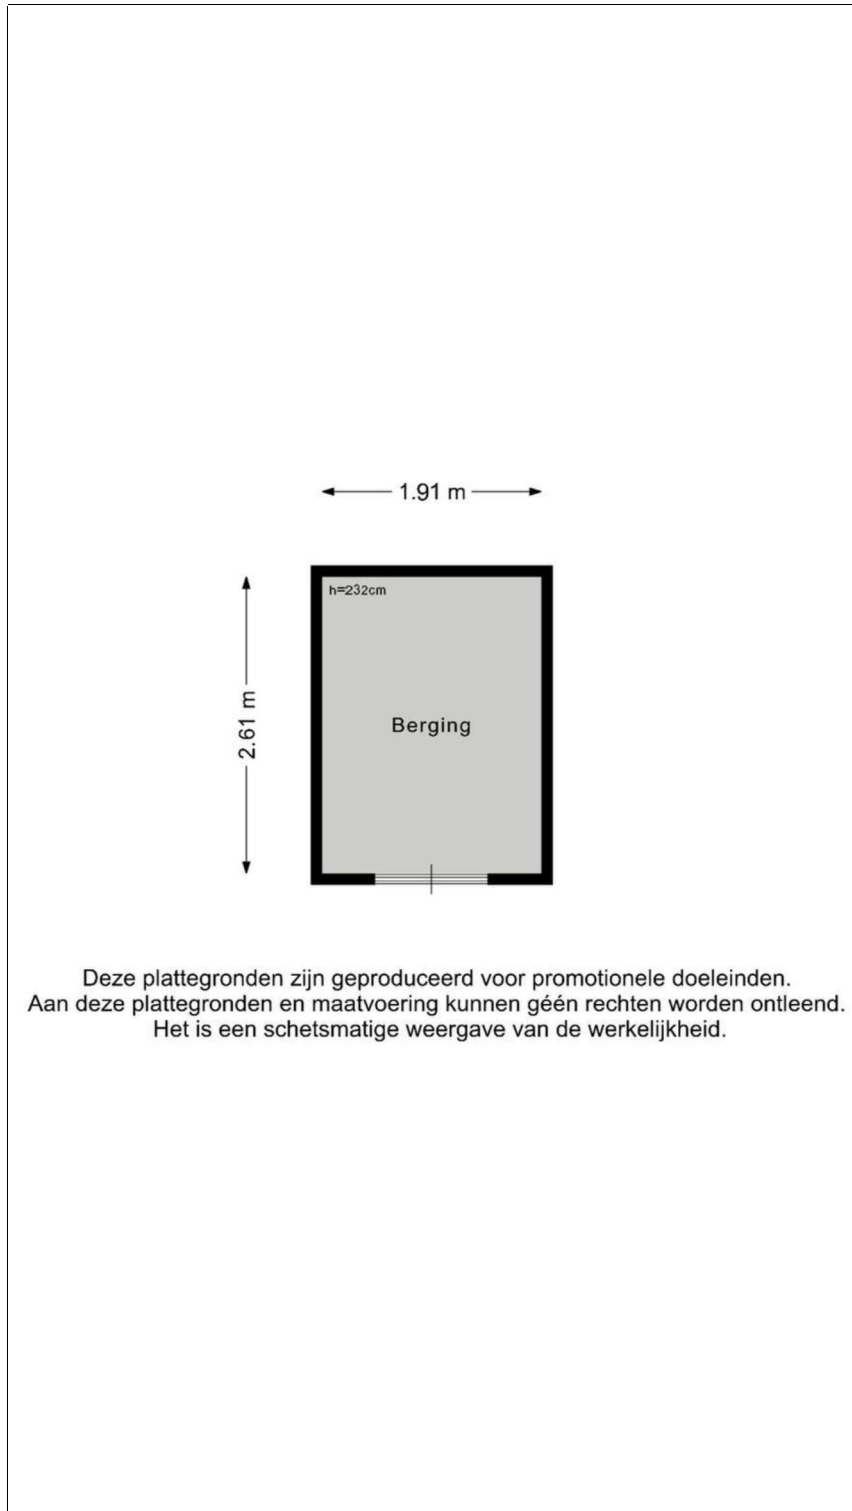 1.91 m
h=232cm
2.61 m
Berging
Deze plattegronden zijn geproduceerd voor promotionele doeleinden.
Aan deze plattegronden en maatvoering kunnen géén rechten worden ontleend.
Het is een schetsmatige weergave van de werkelijkheid.